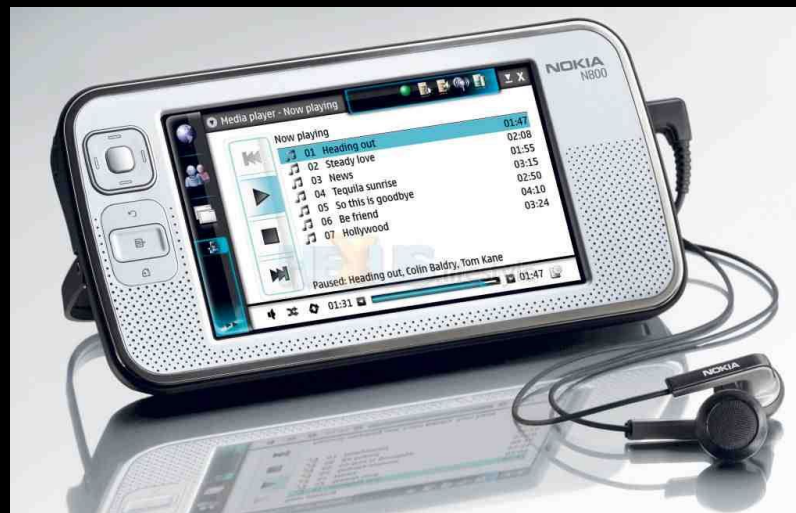 NOKIA
N800
Media player - Now playing
Now playing
01 Heading out 01:47
02 Steady love 02:08
03 News 01:55
04 Tequila sunrise 03:15
05 So this is goodbye 02:50
06 Be friend 04:10
07 Hollywood 03:24
Paused: Heading out, Colin Baldry, Tom Kane
01:31 01:47
NOKIA